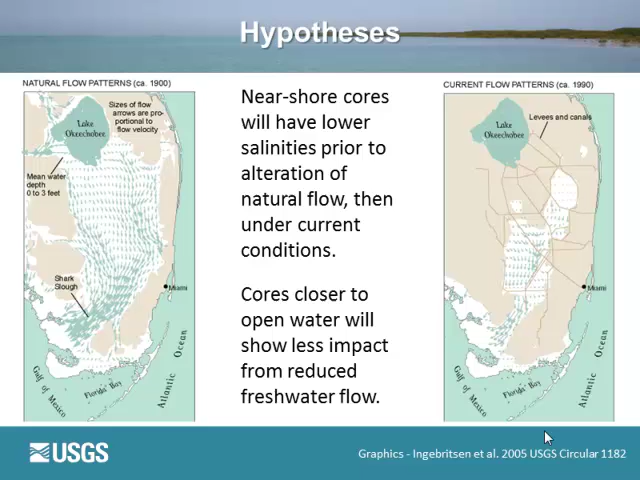 Hypotheses
NATURAL FLOW PATTERNS (ca. 1900)
Lake
Okeechobee
Sizes of flow
arrows are pro-
portional to
flow velocity
Mean water
depth
0 to 3 feet
Shark
Slough
Miami
Gulf of Mexico
Florida Bay
Atlantic Ocean
Near-shore cores
will have lower
salinities prior to
alteration of
natural flow, then
under current
conditions.
Cores closer to
open water will
show less impact
from reduced
freshwater flow.
CURRENT FLOW PATTERNS (ca. 1990)
Lake
Okeechobee
Levees and canals
Miami
Gulf of Mexico
Florida Bay
Atlantic Ocean
USGS
Graphics - Ingebritsen et al. 2005 USGS Circular 1182